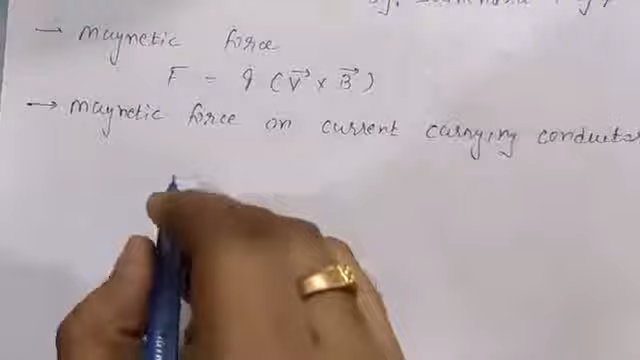 → magnetic force
F = q (V⃗ × B⃗)
→ magnetic force on current carrying conductor